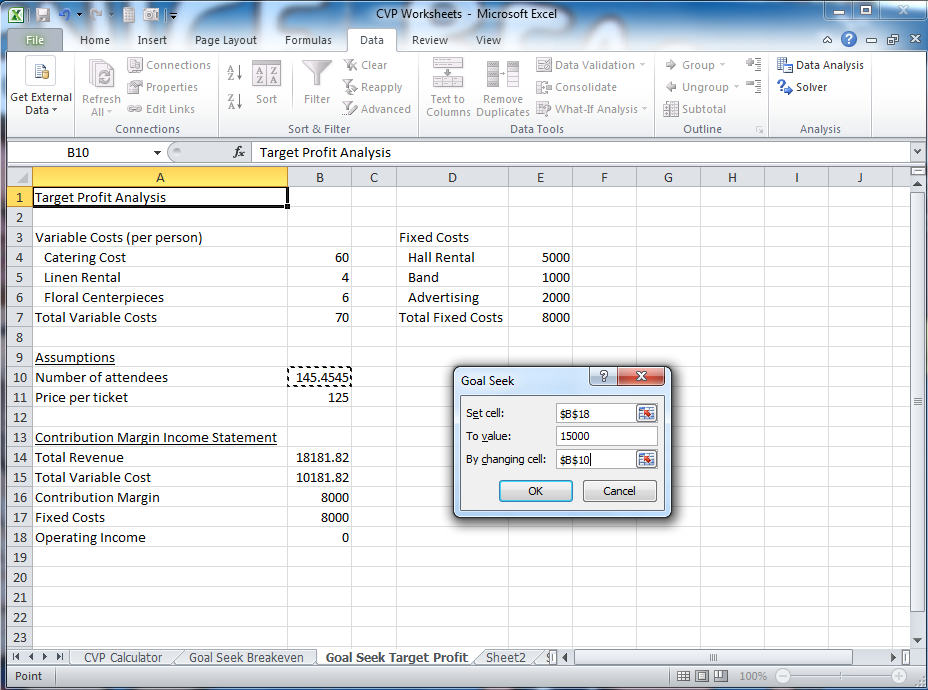 CVP Worksheets - Microsoft Excel
File Home Insert Page Layout Formulas Data Review View
Get External Data
Refresh All
Connections
Properties
Edit Links
Connections
Sort
Filter
Clear
Reapply
Advanced
Sort & Filter
Text to Columns
Remove Duplicates
Data Validation
Consolidate
What-If Analysis
Data Tools
Group
Ungroup
Subtotal
Outline
Data Analysis
Solver
Analysis
B10 fx Target Profit Analysis
A B C D E F G H I J
1 Target Profit Analysis
2
3 Variable Costs (per person) Fixed Costs
4 Catering Cost 60 Hall Rental 5000
5 Linen Rental 4 Band 1000
6 Floral Centerpieces 6 Advertising 2000
7 Total Variable Costs 70 Total Fixed Costs 8000
8
9 Assumptions
10 Number of attendees 145.4545
11 Price per ticket 125
12
13 Contribution Margin Income Statement
14 Total Revenue 18181.82
15 Total Variable Cost 10181.82
16 Contribution Margin 8000
17 Fixed Costs 8000
18 Operating Income 0
19
20
21
22
23
Goal Seek
Set cell: $B$18
To value: 15000
By changing cell: $B$10
OK Cancel
CVP Calculator Goal Seek Breakeven Goal Seek Target Profit Sheet2
Point 100%